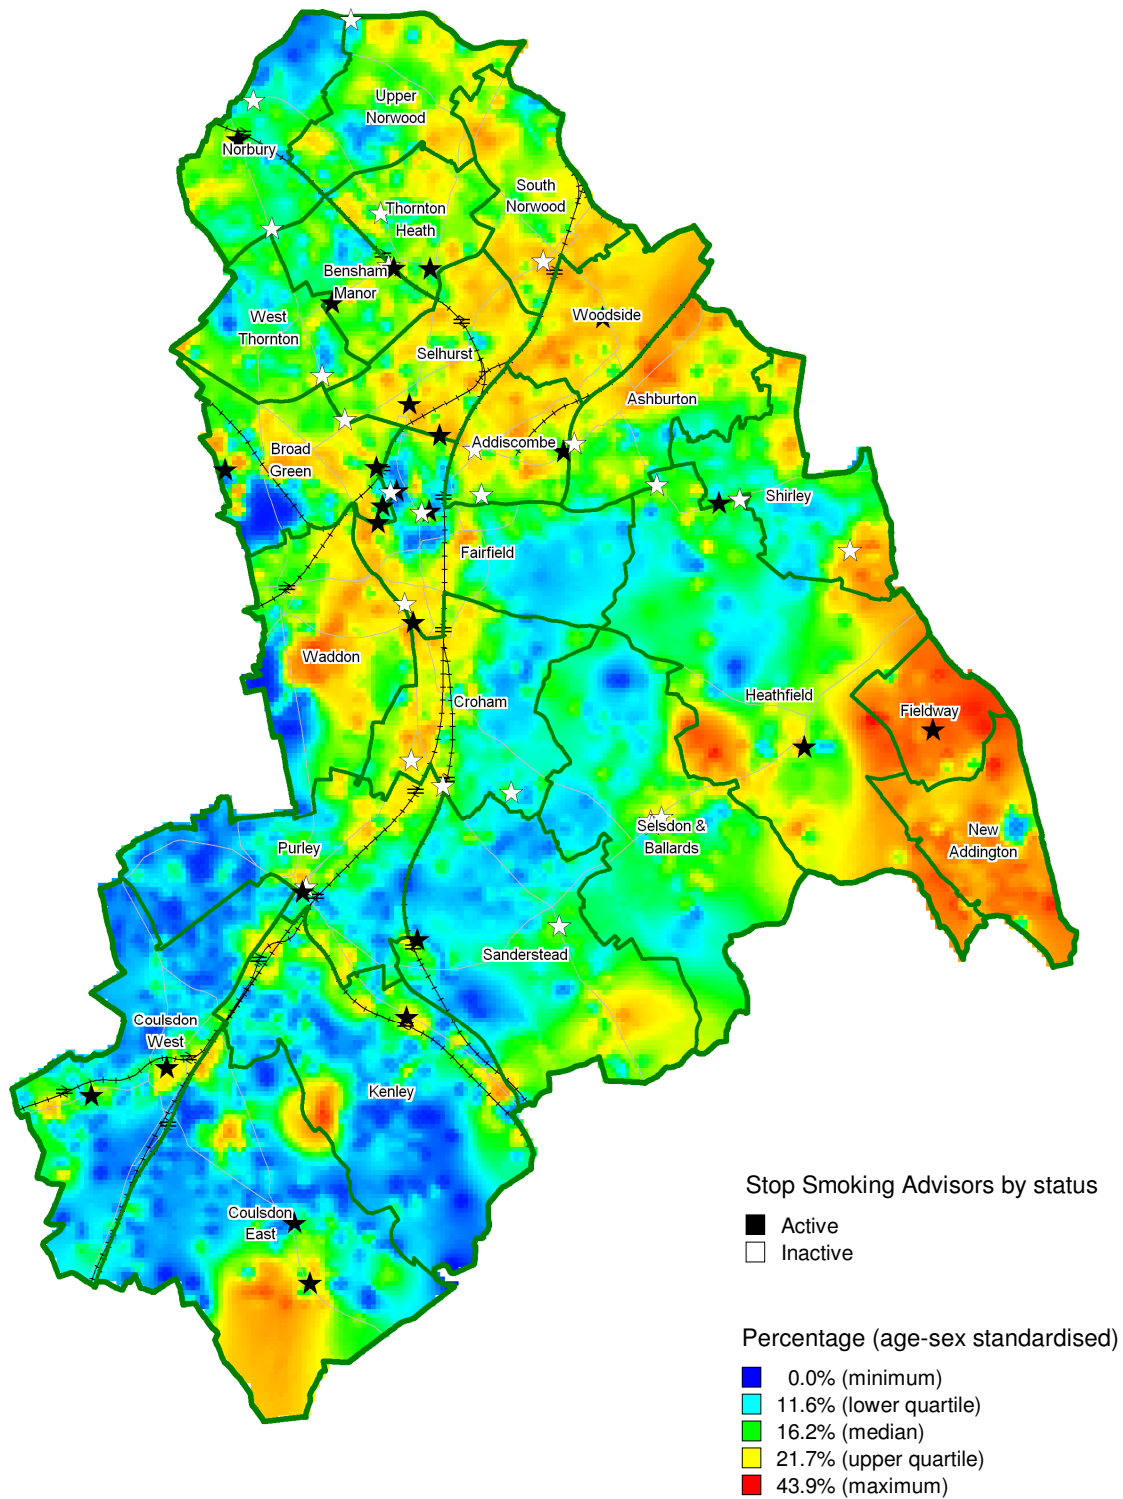 Upper
Norwood
Norbury
South
Norwood
Thornton
Heath
Bensham
Manor
West
Thornton
Woodside
Selhurst
Ashburton
Addiscombe
Broad
Green
Shirley
Fairfield
Waddon
Heathfield
Croham
Fieldway
Selsdon &
Ballards
New
Addington
Purley
Sanderstead
Coulsdon
West
Kenley
Coulsdon
East
Stop Smoking Advisors by status
Active
Inactive
Percentage (age-sex standardised)
0.0% (minimum)
11.6% (lower quartile)
16.2% (median)
21.7% (upper quartile)
43.9% (maximum)